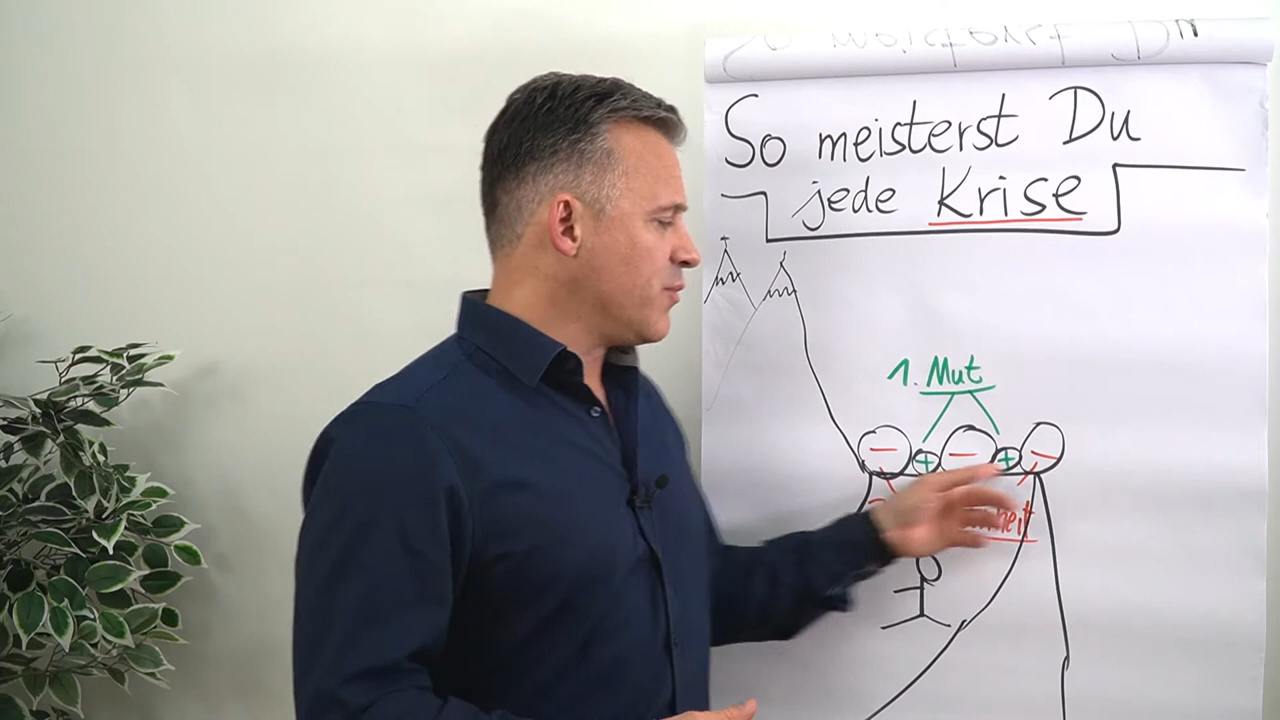 So meisterst Du
jede Krise
1. Mut
- + - + -